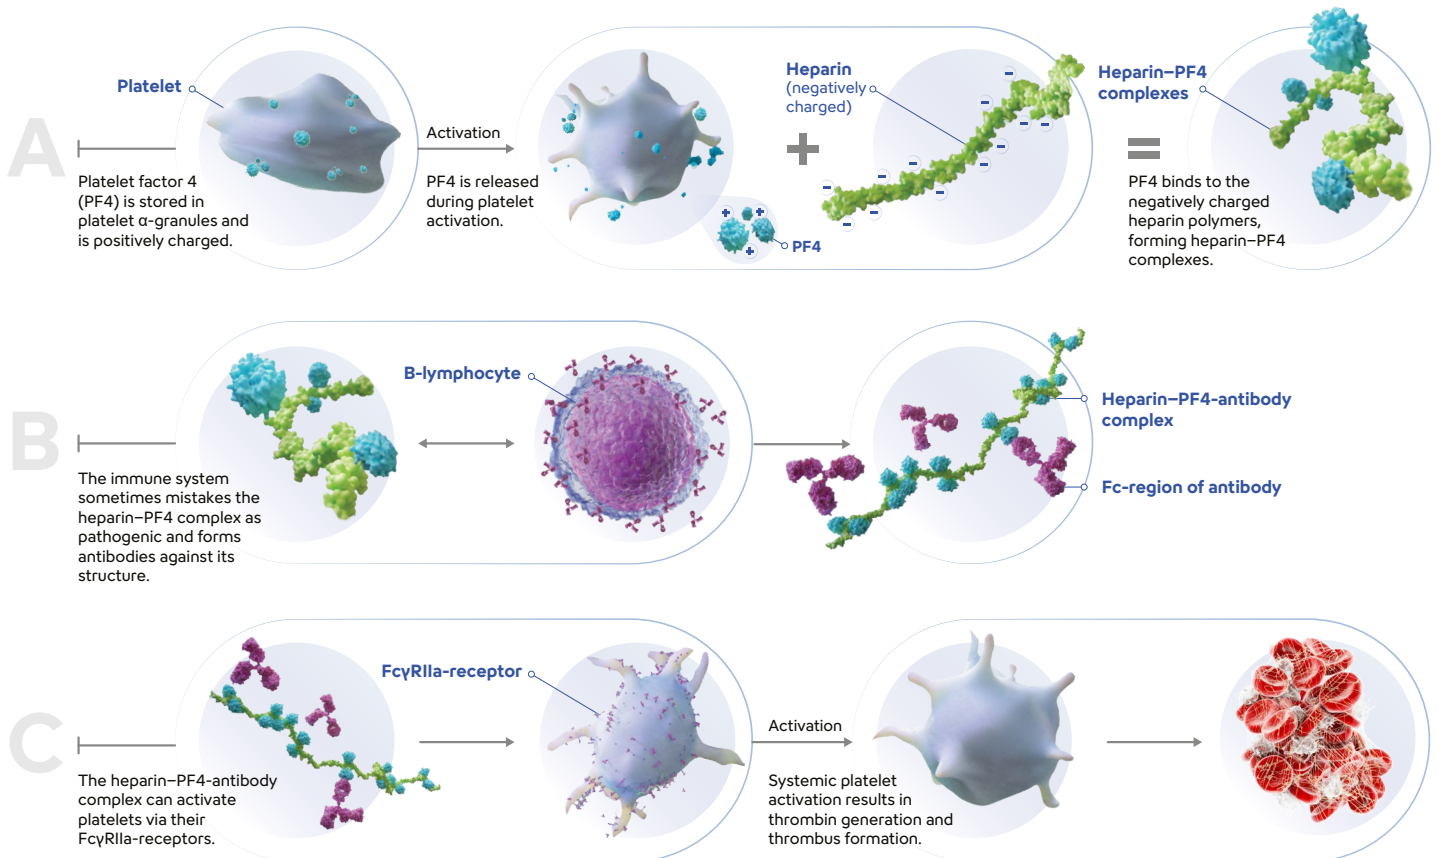 A
Platelet
Platelet factor 4
(PF4) is stored in
platelet α-granules and
is positively charged.
Activation
PF4 is released
during platelet
activation.
+
+
+
PF4
+
Heparin
(negatively
charged)
−
−
−
−
−
−
−
−
−
−
−
−
=
Heparin–PF4
complexes
PF4 binds to the
negatively charged
heparin polymers,
forming heparin–PF4
complexes.
B
The immune system
sometimes mistakes the
heparin–PF4 complex as
pathogenic and forms
antibodies against its
structure.
B-lymphocyte
Heparin–PF4-antibody
complex
Fc-region of antibody
C
The heparin–PF4-antibody
complex can activate
platelets via their
FcγRIIa-receptors.
FcγRIIa-receptor
Activation
Systemic platelet
activation results in
thrombin generation and
thrombus formation.